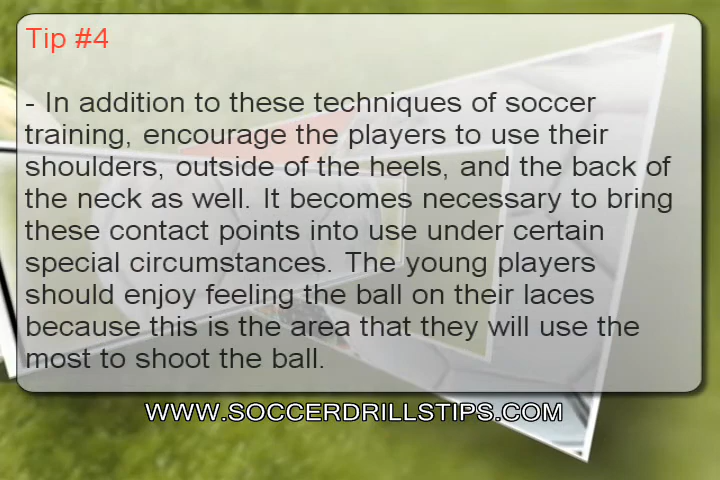 Tip #4
- In addition to these techniques of soccer
training, encourage the players to use their
shoulders, outside of the heels, and the back of
the neck as well. It becomes necessary to bring
these contact points into use under certain
special circumstances. The young players
should enjoy feeling the ball on their laces
because this is the area that they will use the
most to shoot the ball.
WWW.SOCCERDRILLSTIPS.COM